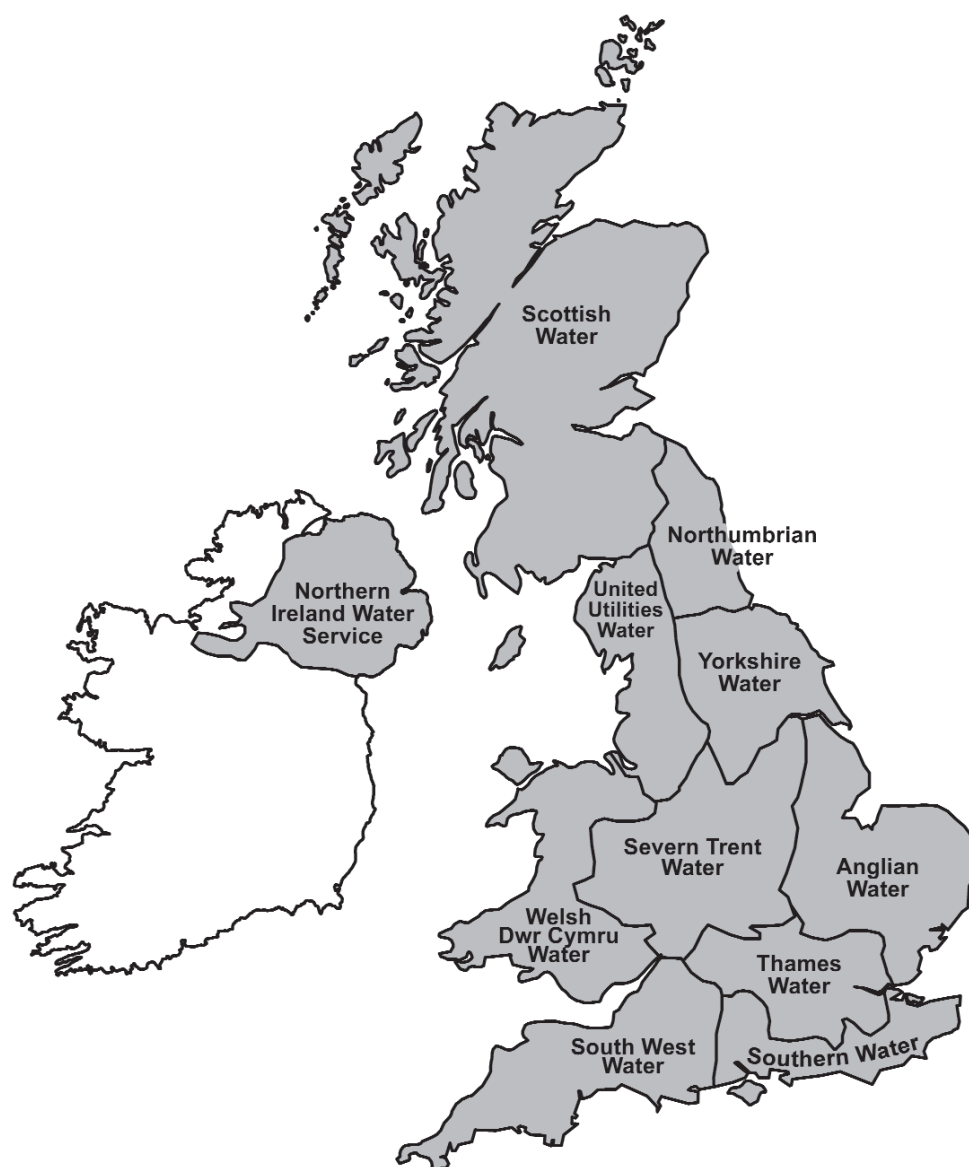 Scottish
Water
Northumbrian
Water
Northern
Ireland Water
Service
United
Utilities
Water
Yorkshire
Water
Severn Trent
Water
Anglian
Water
Welsh
Dwr Cymru
Water
Thames
Water
South West
Water
Southern Water